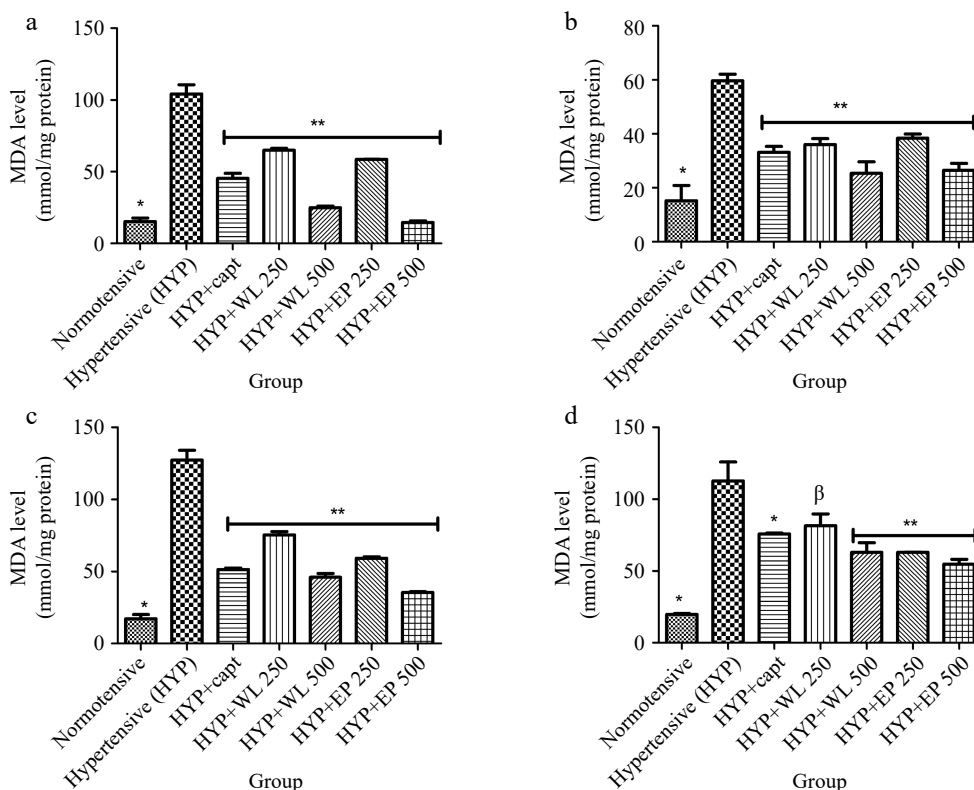 a
150
100
50
0
MDA level
(mmol/mg protein)
*
**
Normotensive
Hypertensive (HYP)
HYP+capt
HYP+WL 250
HYP+WL 500
HYP+EP 250
HYP+EP 500
Group
b
80
60
40
20
0
MDA level
(mmol/mg protein)
*
**
Normotensive
Hypertensive (HYP)
HYP+capt
HYP+WL 250
HYP+WL 500
HYP+EP 250
HYP+EP 500
Group
c
150
100
50
0
MDA level
(mmol/mg protein)
*
**
Normotensive
Hypertensive (HYP)
HYP+capt
HYP+WL 250
HYP+WL 500
HYP+EP 250
HYP+EP 500
Group
d
150
100
50
0
MDA level
(mmol/mg protein)
*
*
β
**
Normotensive
Hypertensive (HYP)
HYP+capt
HYP+WL 250
HYP+WL 500
HYP+EP 250
HYP+EP 500
Group